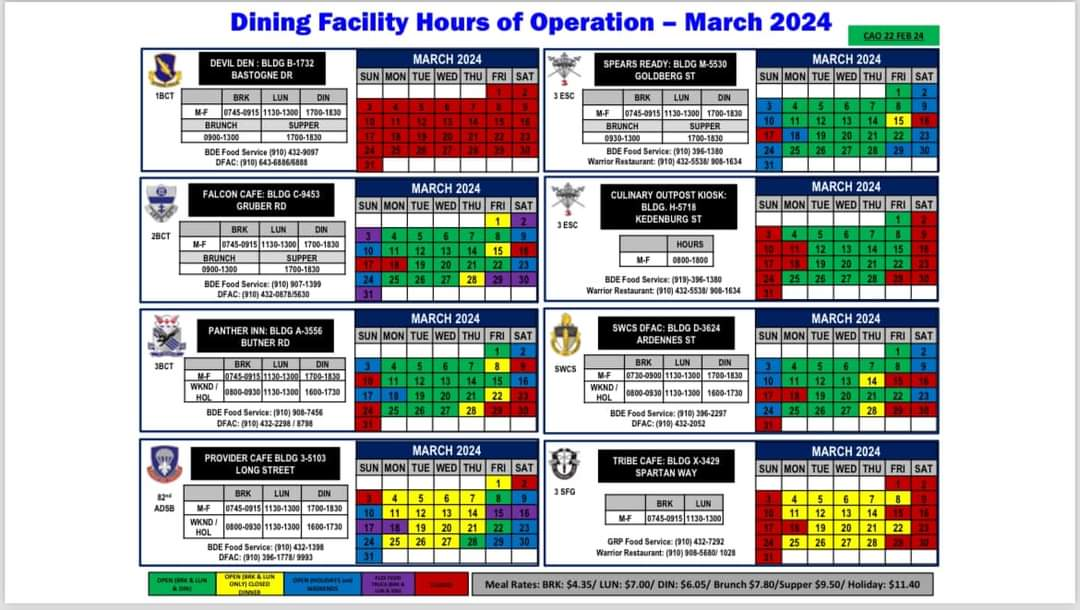 Dining Facility Hours of Operation – March 2024
CAO 22 FEB 24
1BCT
DEVIL DEN : BLDG B-1732
BASTOGNE DR
BRK LUN DIN
M-F 0745-0915 1130-1300 1700-1830
BRUNCH SUPPER
0900-1300 1700-1830
BDE Food Service: (910) 432-9097
DFAC: (910) 643-6886/6888
MARCH 2024
SUN MON TUE WED THU FRI SAT
1 2
3 4 5 6 7 8 9
10 11 12 13 14 15 16
17 18 19 20 21 22 23
24 25 26 27 28 29 30
31
3 ESC
SPEARS READY: BLDG M-5530
GOLDBERG ST
BRK LUN DIN
M-F 0745-0915 1130-1300 1700-1830
BRUNCH SUPPER
0930-1300 1700-1830
BDE Food Service: (910) 396-1380
Warrior Restaurant: (910) 432-5538/ 908-1634
MARCH 2024
SUN MON TUE WED THU FRI SAT
1 2
3 4 5 6 7 8 9
10 11 12 13 14 15 16
17 18 19 20 21 22 23
24 25 26 27 28 29 30
31
2BCT
FALCON CAFE: BLDG C-9453
GRUBER RD
BRK LUN DIN
M-F 0745-0915 1130-1300 1700-1830
BRUNCH SUPPER
0900-1300 1700-1830
BDE Food Service: (910) 907-1399
DFAC: (910) 432-0878/5630
MARCH 2024
SUN MON TUE WED THU FRI SAT
1 2
3 4 5 6 7 8 9
10 11 12 13 14 15 16
17 18 19 20 21 22 23
24 25 26 27 28 29 30
31
3 ESC
CULINARY OUTPOST KIOSK:
BLDG. H-5718
KEDENBURG ST
HOURS
M-F 0800-1800
BDE Food Service: (919)-396-1380
Warrior Restaurant: (910) 432-5538/ 908-1634
MARCH 2024
SUN MON TUE WED THU FRI SAT
1 2
3 4 5 6 7 8 9
10 11 12 13 14 15 16
17 18 19 20 21 22 23
24 25 26 27 28 29 30
31
3BCT
PANTHER INN: BLDG A-3556
BUTNER RD
BRK LUN DIN
M-F 0745-0915 1130-1300 1700-1830
WKND / HOL 0800-0930 1130-1300 1600-1730
BDE Food Service: (910) 908-7456
DFAC: (910) 432-2298 / 8798
MARCH 2024
SUN MON TUE WED THU FRI SAT
1 2
3 4 5 6 7 8 9
10 11 12 13 14 15 16
17 18 19 20 21 22 23
24 25 26 27 28 29 30
31
SWCS
SWCS DFAC: BLDG D-3624
ARDENNES ST
BRK LUN DIN
M-F 0730-0900 1130-1300 1700-1830
WKND / HOL 0800-0930 1130-1300 1600-1730
BDE Food Service: (910) 396-2297
DFAC: (910) 432-2052
MARCH 2024
SUN MON TUE WED THU FRI SAT
1 2
3 4 5 6 7 8 9
10 11 12 13 14 15 16
17 18 19 20 21 22 23
24 25 26 27 28 29 30
31
82nd
ADSB
PROVIDER CAFE BLDG 3-5103
LONG STREET
BRK LUN DIN
M-F 0745-0915 1130-1300 1700-1830
WKND / HOL 0800-0930 1130-1300 1600-1730
BDE Food Service: (910) 432-1398
DFAC: (910) 396-1778/ 9993
MARCH 2024
SUN MON TUE WED THU FRI SAT
1 2
3 4 5 6 7 8 9
10 11 12 13 14 15 16
17 18 19 20 21 22 23
24 25 26 27 28 29 30
31
3 SFG
TRIBE CAFE: BLDG X-3429
SPARTAN WAY
BRK LUN
M-F 0745-0915 1130-1300
GRP Food Service: (910) 432-7292
Warrior Restaurant: (910) 908-5680/ 1028
MARCH 2024
SUN MON TUE WED THU FRI SAT
1 2
3 4 5 6 7 8 9
10 11 12 13 14 15 16
17 18 19 20 21 22 23
24 25 26 27 28 29 30
31
OPEN (BRK & LUN
& DIN)
OPEN (BRK & LUN
ONLY) CLOSED
DINNER
OPEN (HOLIDAYS and
WEEKENDS
FLEX FOOD
TRUCK (BRK &
LUN & DIN)
CLOSED
Meal Rates: BRK: $4.35/ LUN: $7.00/ DIN: $6.05/ Brunch $7.80/Supper $9.50/ Holiday: $11.40